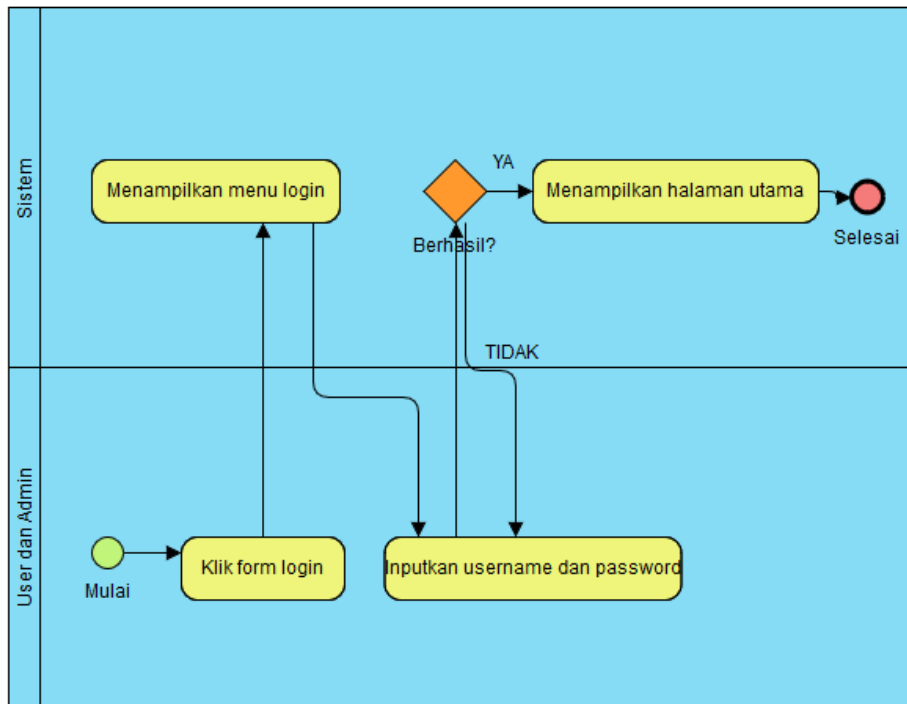 Sistem
Menampilkan menu login
YA
Menampilkan halaman utama
Berhasil?
Selesai
TIDAK
User dan Admin
Mulai
Klik form login
Inputkan username dan password